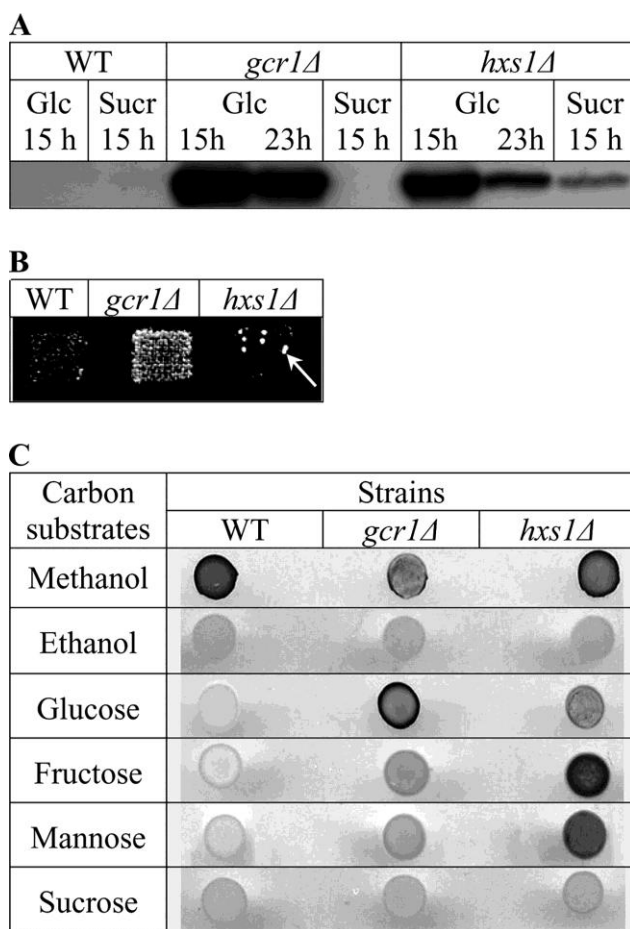 A
WT gcr1Δ hxs1Δ
Glc Sucr Glc Sucr Glc Sucr
15 h 15 h 15h 23h 15 h 15h 23h 15 h
B
WT gcr1Δ hxs1Δ
C
Carbon substrates Strains
WT gcr1Δ hxs1Δ
Methanol
Ethanol
Glucose
Fructose
Mannose
Sucrose